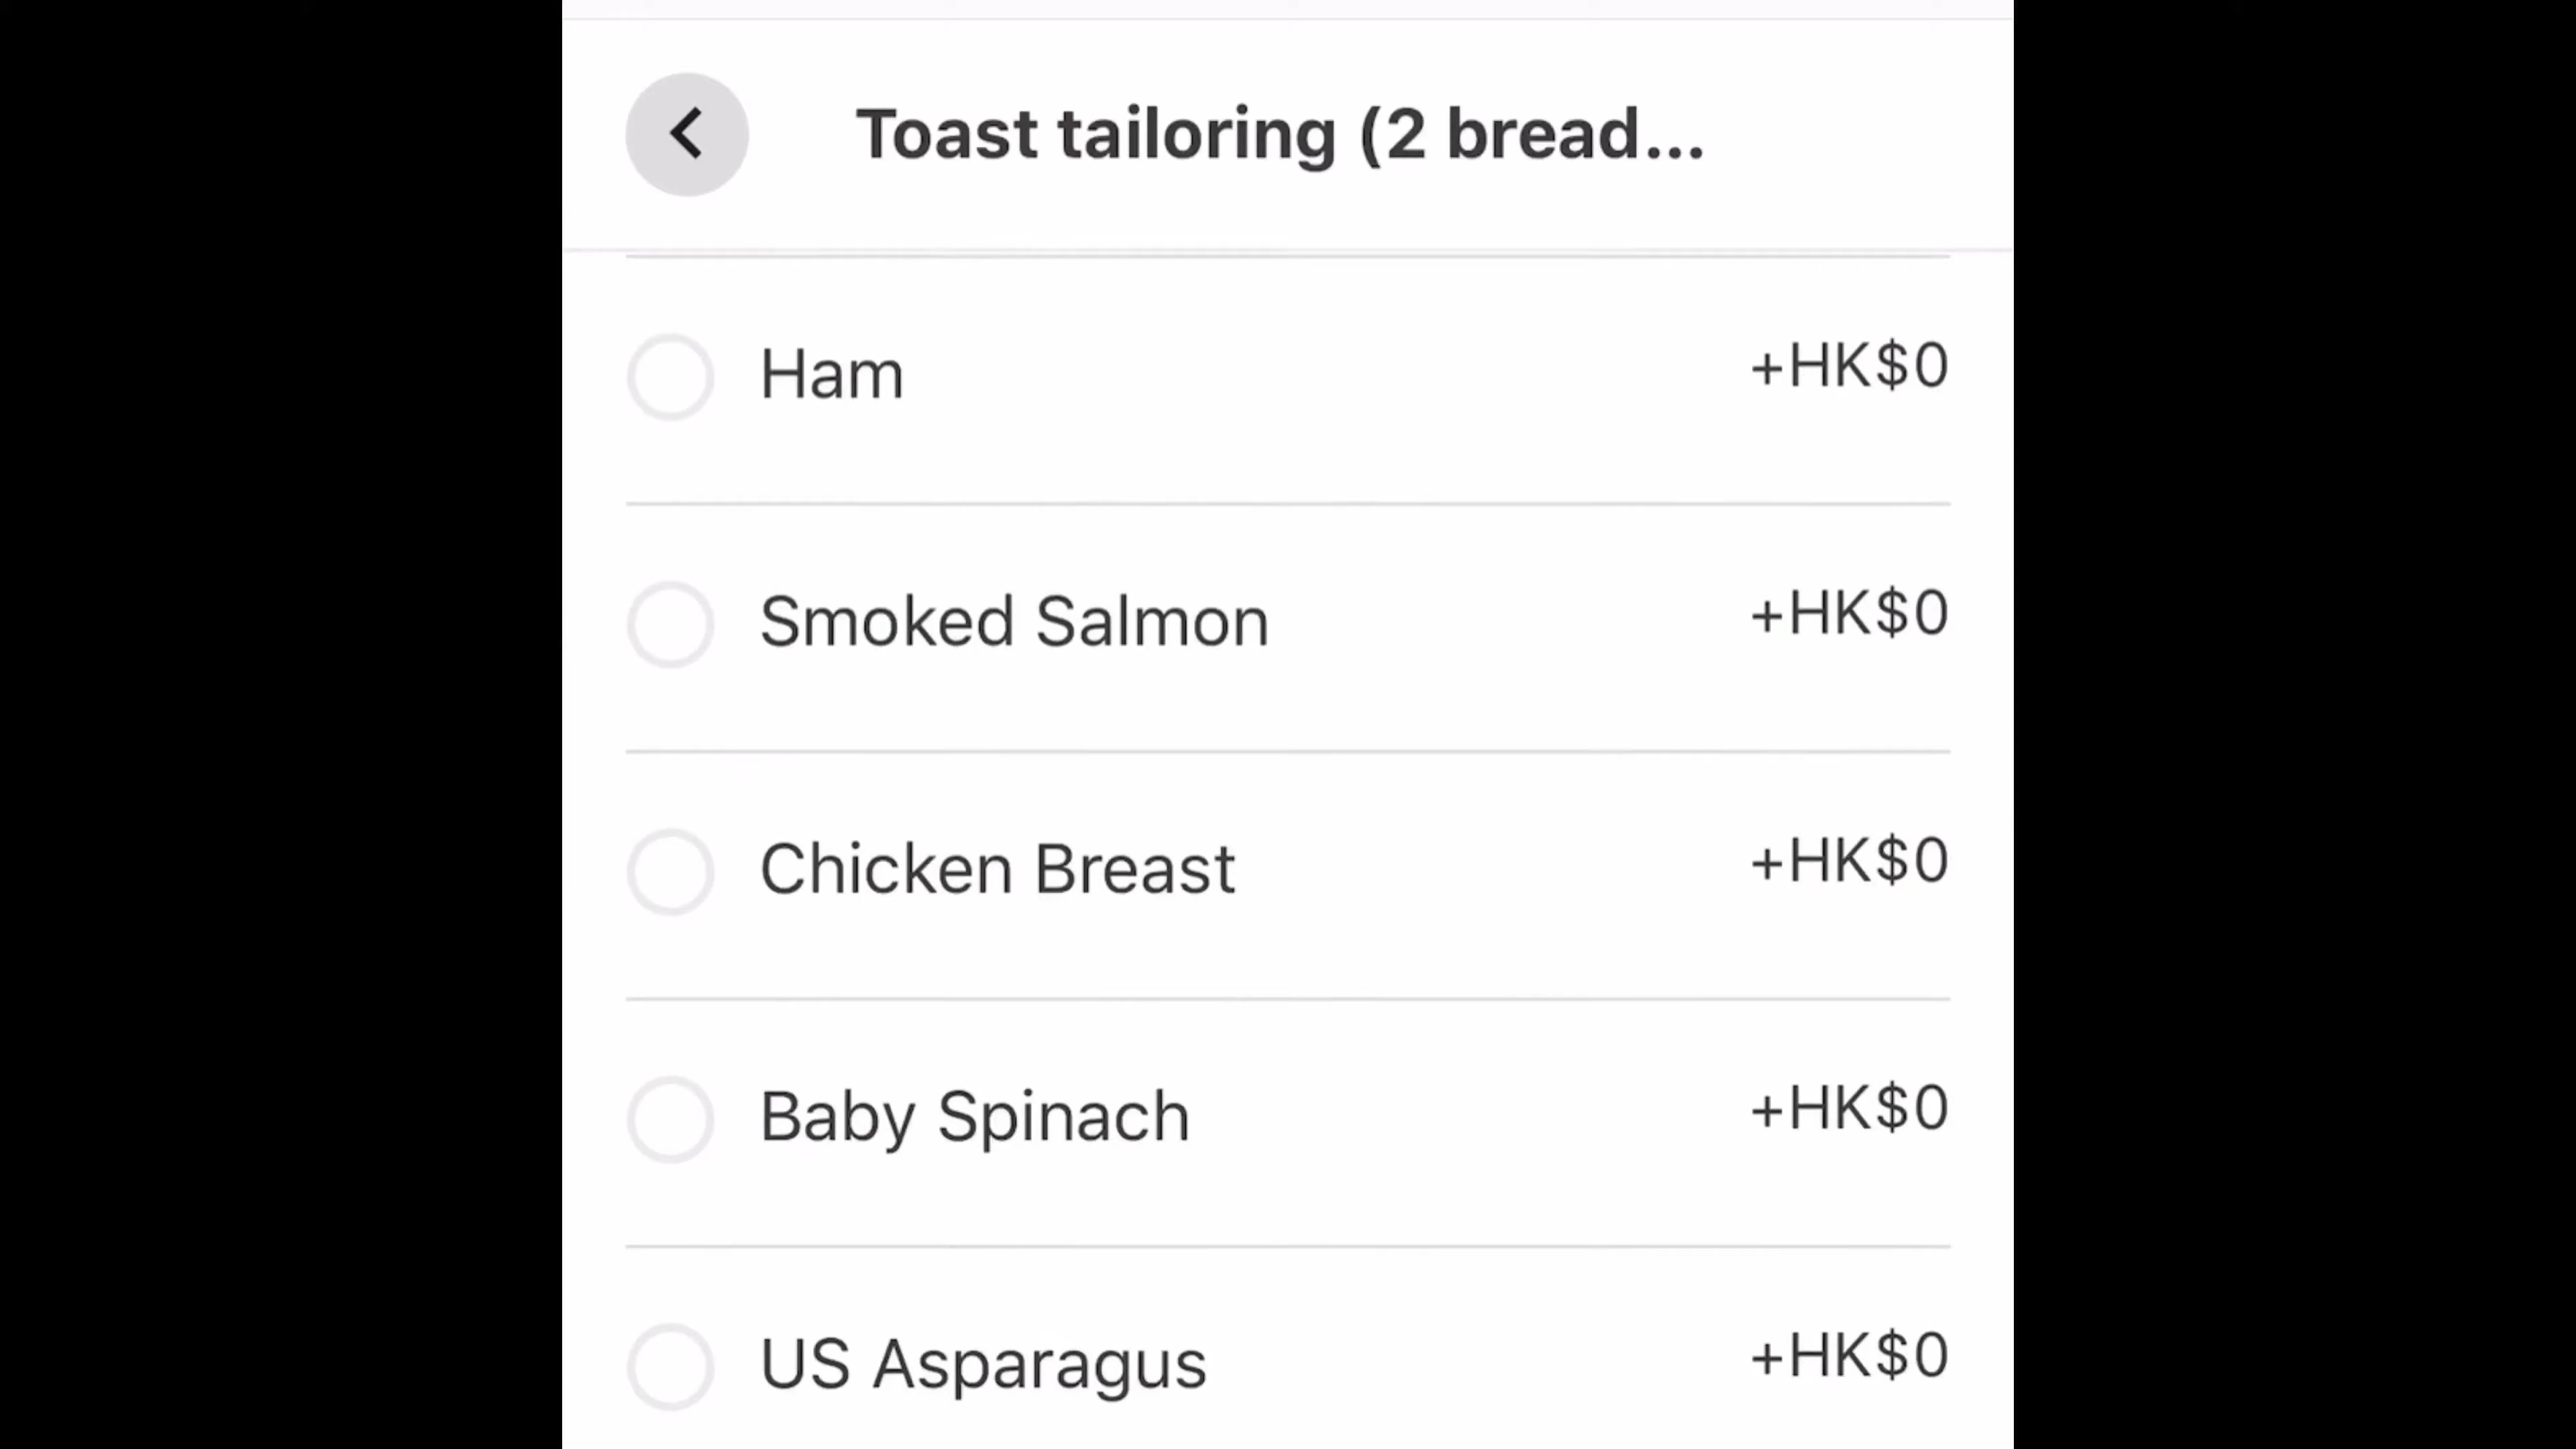 Toast tailoring (2 bread...
Ham +HK$0
Smoked Salmon +HK$0
Chicken Breast +HK$0
Baby Spinach +HK$0
US Asparagus +HK$0